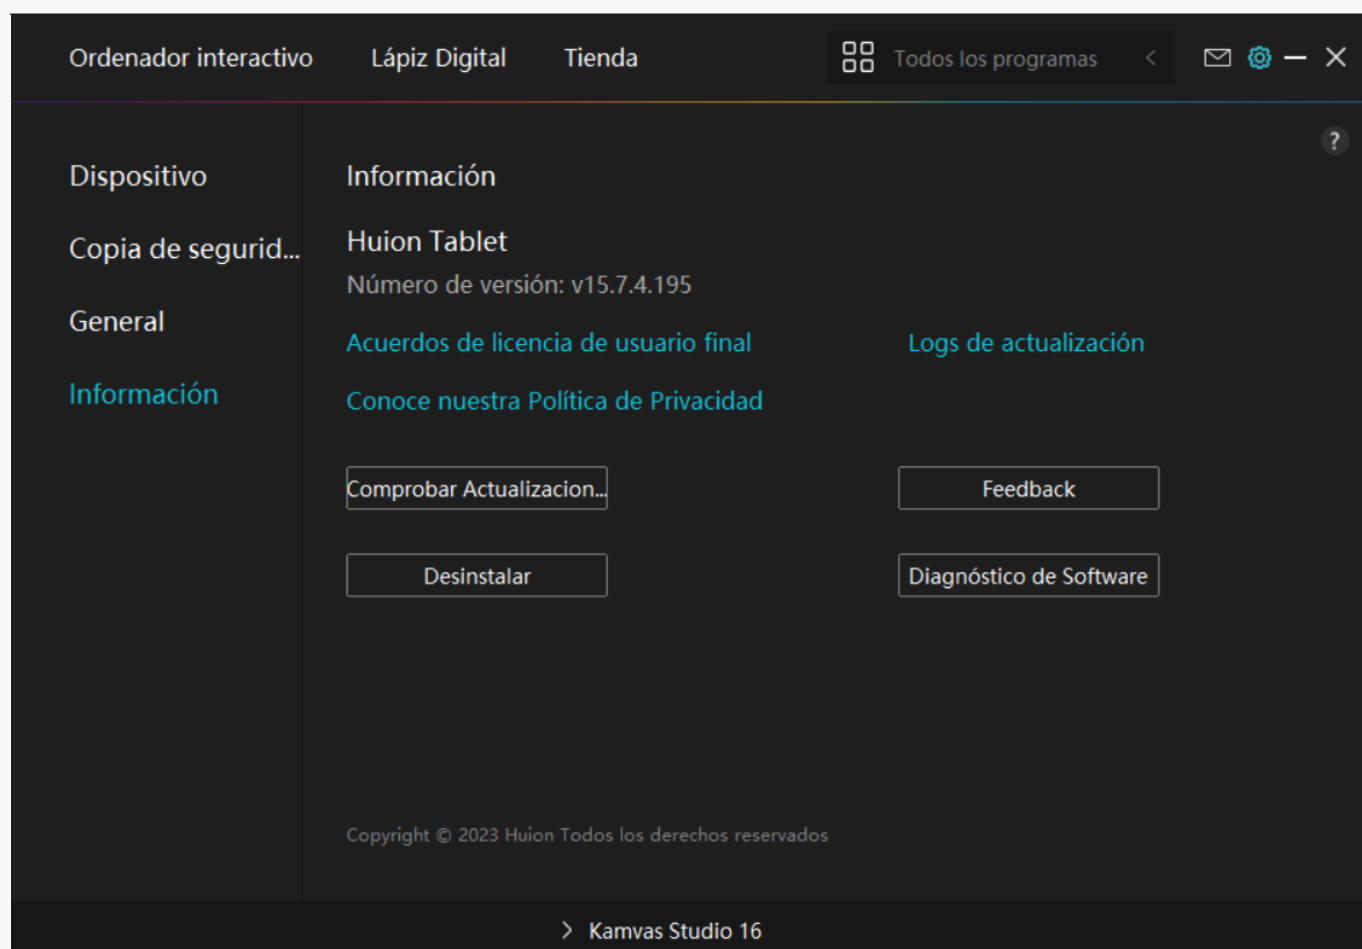 Ordenador interactivo Lápiz Digital Tienda Todos los programas
?
Dispositivo
Copia de segurid...
General
Información
Información
Huion Tablet
Número de versión: v15.7.4.195
Acuerdos de licencia de usuario final Logs de actualización
Conoce nuestra Política de Privacidad
Comprobar Actualizacion... Feedback
Desinstalar Diagnóstico de Software
Copyright © 2023 Huion Todos los derechos reservados
Kamvas Studio 16